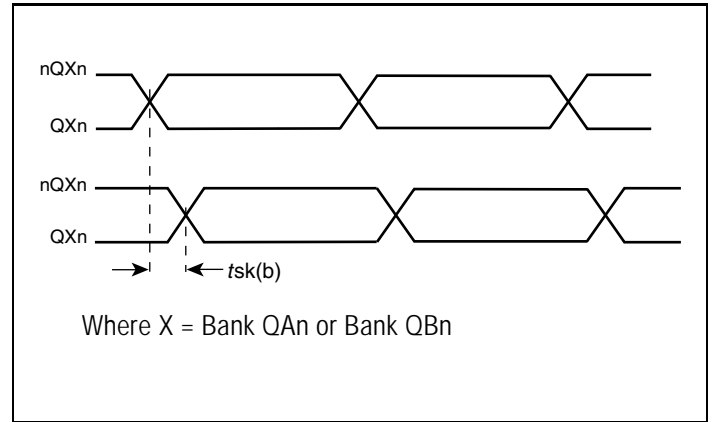 nQXn
QXn
nQXn
QXn
tsk(b)
Where X = Bank QAn or Bank QBn